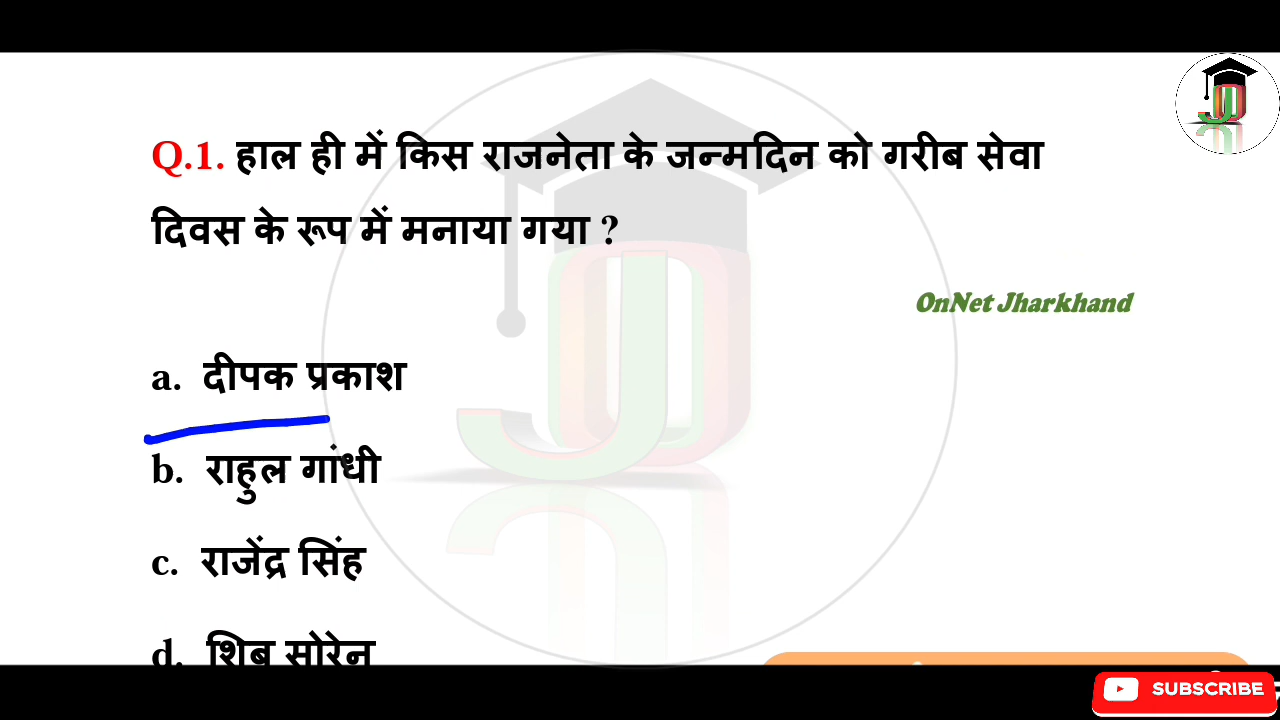 Q.1. हाल ही में किस राजनेता के जन्मदिन को गरीब सेवा
दिवस के रूप में मनाया गया ?
OnNet Jharkhand
a. दीपक प्रकाश
b. राहुल गांधी
c. राजेंद्र सिंह
d. शिबू सोरेन
SUBSCRIBE